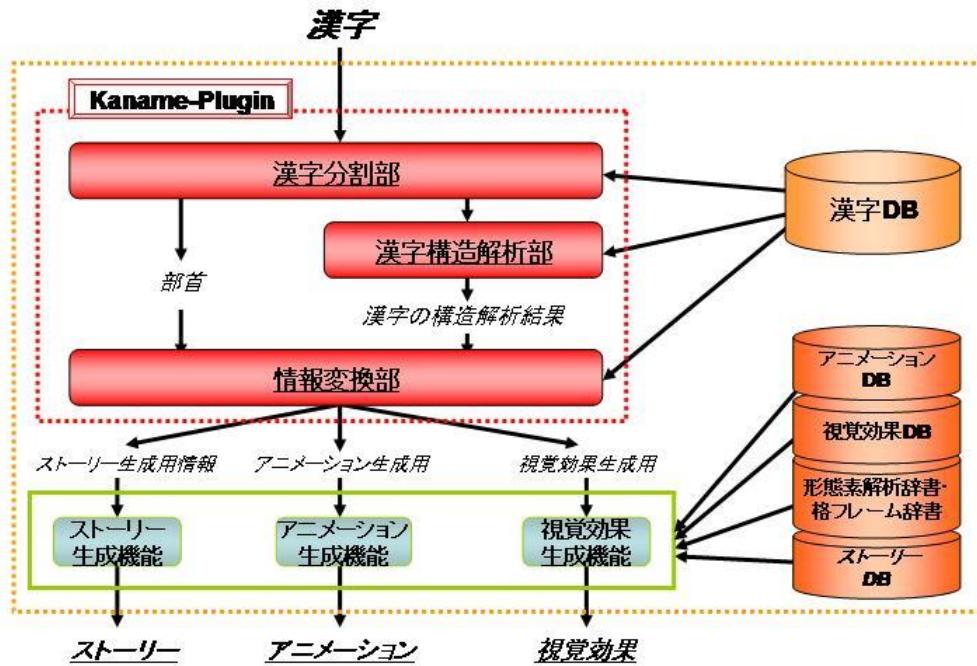 漢字
Kaname-Plugin
漢字分割部
漢字DB
漢字構造解析部
部首
漢字の構造解析結果
情報変換部
アニメーション
DB
視覚効果DB
形態素解析辞書・
格フレーム辞書
ストーリー
DB
ストーリー生成用情報
アニメーション生成用
視覚効果生成用
ストーリー
生成機能
アニメーション
生成機能
視覚効果
生成機能
ストーリー
アニメーション
視覚効果